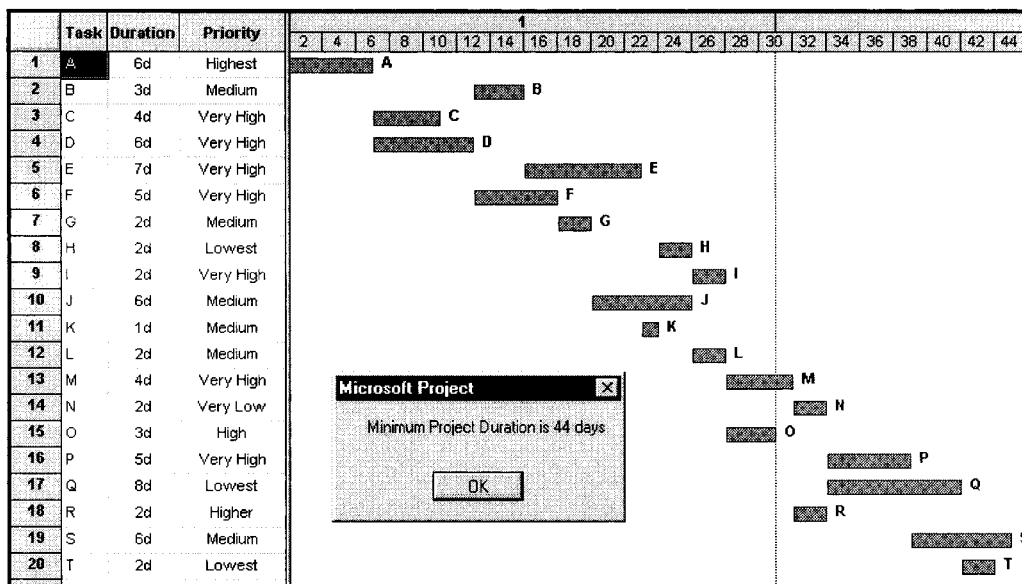 1
Task Duration Priority 2 4 6 8 10 12 14 16 18 20 22 24 26 28 30 32 34 36 38 40 42 44
1 A 6d Highest A
2 B 3d Medium B
3 C 4d Very High C
4 D 6d Very High D
5 E 7d Very High E
6 F 5d Very High F
7 G 2d Medium G
8 H 2d Lowest H
9 I 2d Very High I
10 J 6d Medium J
11 K 1d Medium K
12 L 2d Medium L
13 M 4d Very High M
14 N 2d Very Low N
15 O 3d High O
16 P 5d Very High P
17 Q 8d Lowest Q
18 R 2d Higher R
19 S 6d Medium S
20 T 2d Lowest T
Microsoft Project
Minimum Project Duration is 44 days
OK